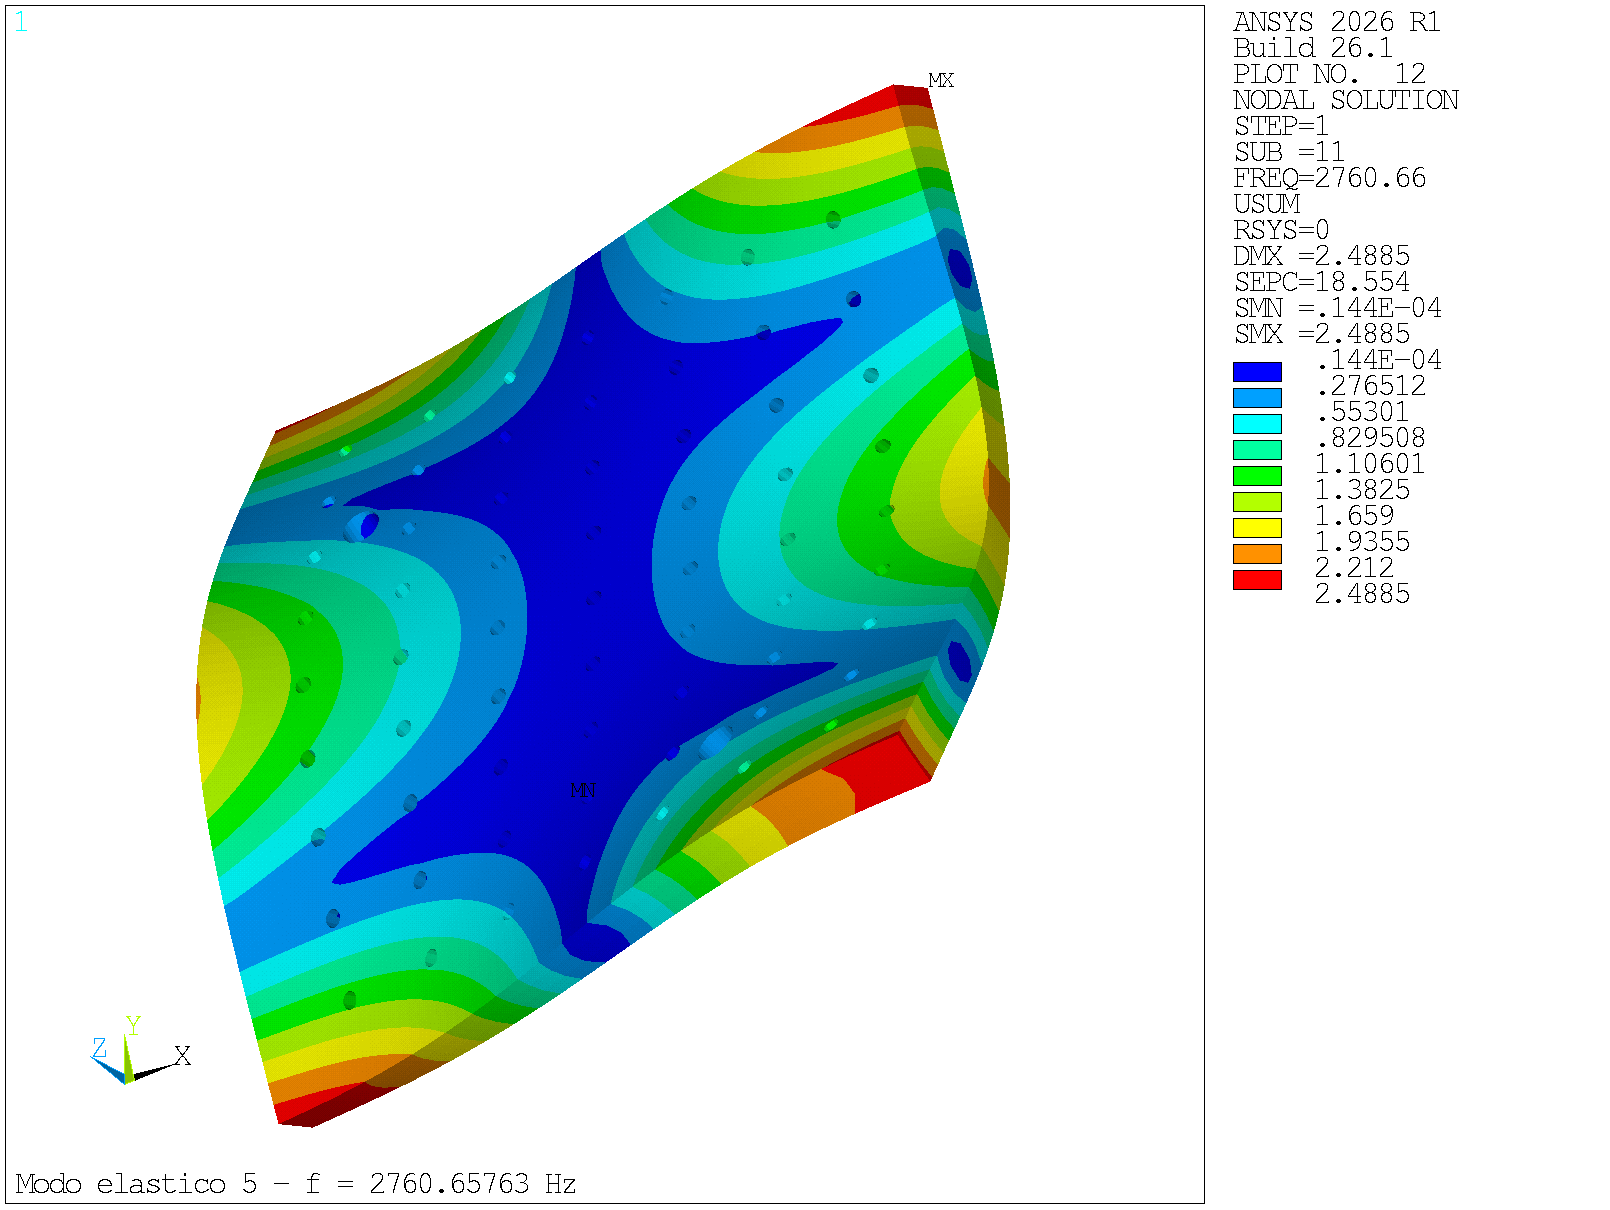 1
MX
MN
Y
Z
X
Modo elastico 5 - f = 2760.65763 Hz
ANSYS 2026 R1
Build 26.1
PLOT NO. 12
NODAL SOLUTION
STEP=1
SUB =11
FREQ=2760.66
USUM
RSYS=0
DMX =2.4885
SEPC=18.554
SMN =.144E-04
SMX =2.4885
.144E-04
.276512
.55301
.829508
1.10601
1.3825
1.659
1.9355
2.212
2.4885